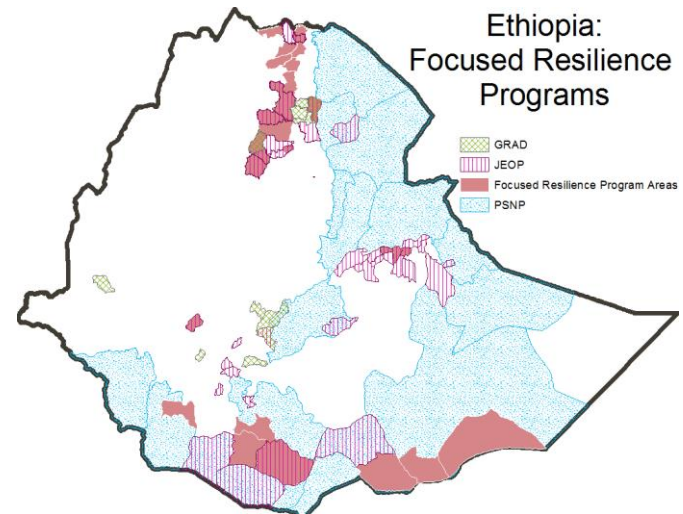 Ethiopia:
Focused Resilience
Programs
GRAD
JEOP
Focused Resilience Program Areas
PSNP